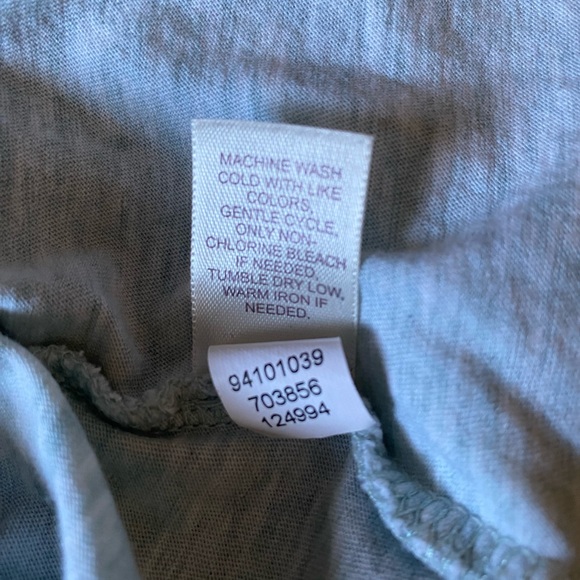 MACHINE WASH
COLD WITH LIKE
COLORS.
GENTLE CYCLE.
ONLY NON-
CHLORINE BLEACH
IF NEEDED.
TUMBLE DRY LOW.
WARM IRON IF
NEEDED.
94101039
703856
124994